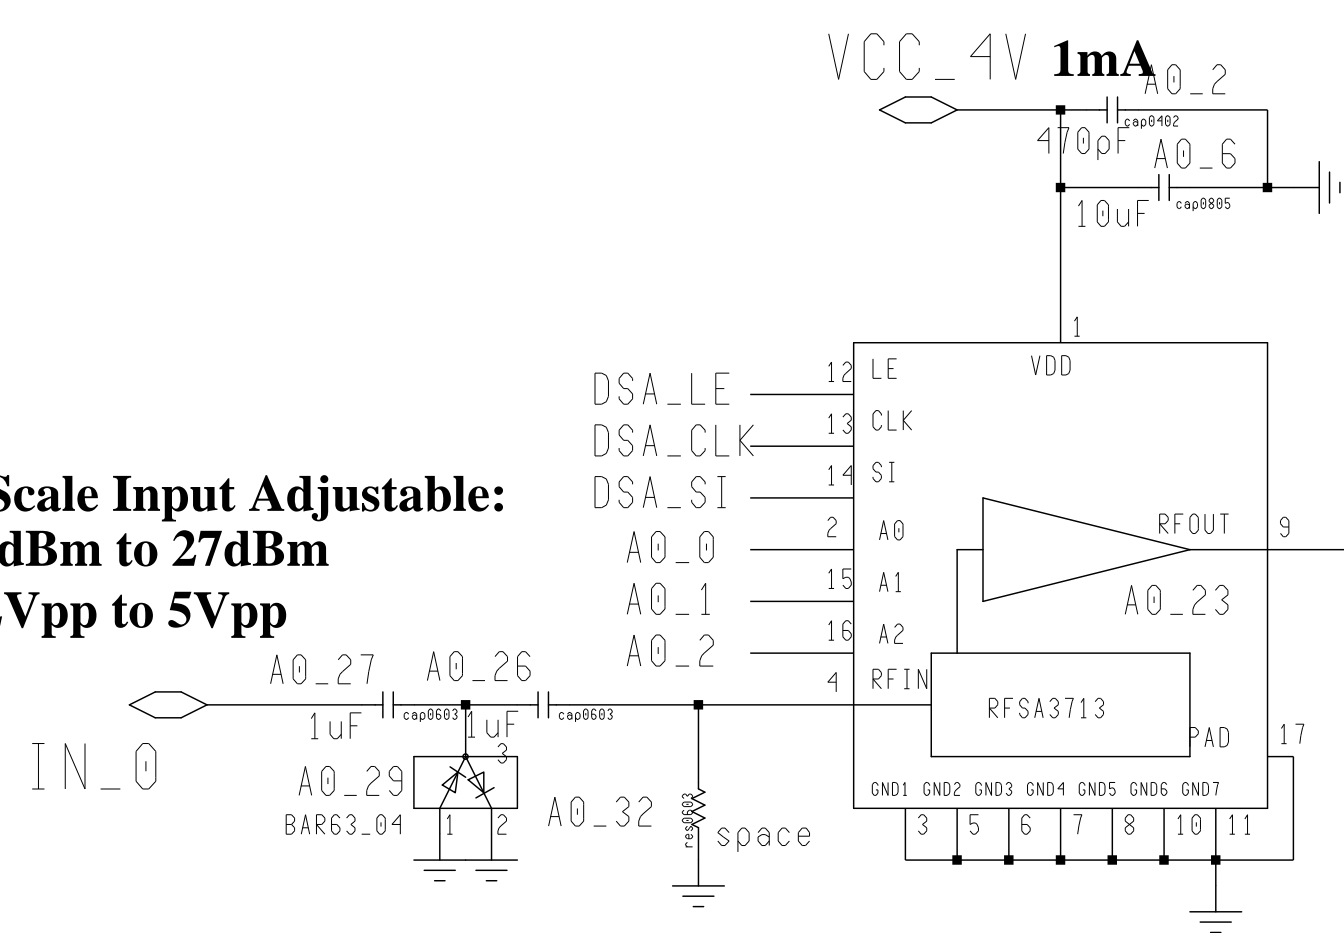 VCC_4V 1mA
A0_2
cap0402
470pF
A0_6
10uF
cap0805
1
VDD
DSA_LE 12 LE
DSA_CLK 13 CLK
DSA_SI 14 SI
Scale Input Adjustable:
A0_0 2 A0
RFOUT 9
dBm to 27dBm
A0_1 15 A1
A0_23
Vpp to 5Vpp
A0_2 16 A2
A0_27 A0_26
4 RFIN
RFSA3713
1uF cap0603 1uF cap0603
PAD 17
IN_0
3
A0_29
BAR63_04
1 2
A0_32
res0603
space
GND1 GND2 GND3 GND4 GND5 GND6 GND7
3 5 6 7 8 10 11